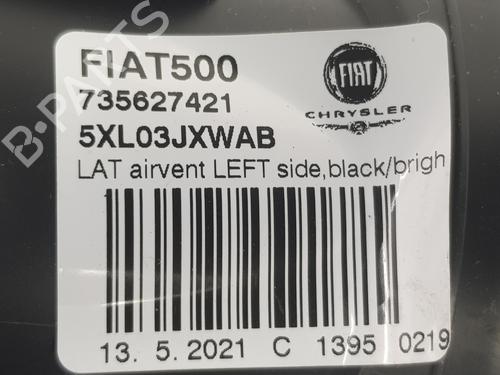 FIAT500
735627421
5XL03JXWAB
FIAT
CHRYSLER
LAT airvent LEFT side,black/brigh
13. 5. 2021 C 1395 0219
B-PARTS